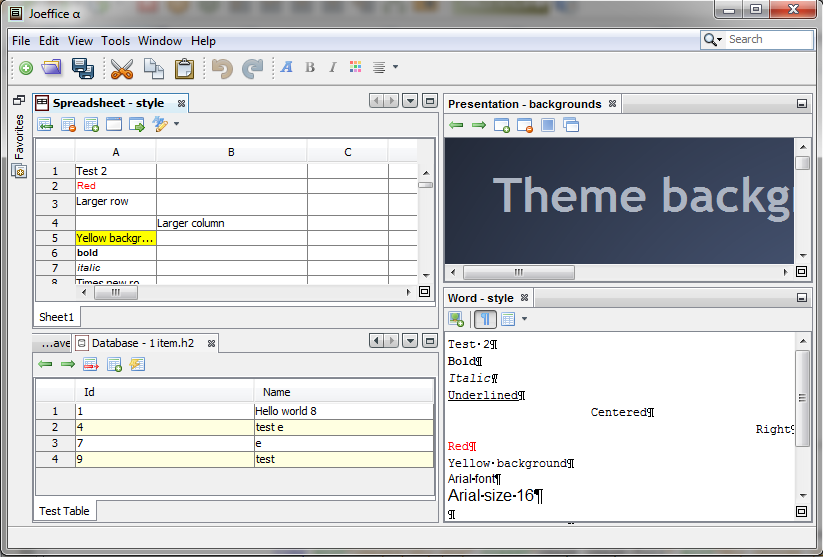 Joeffice α
File Edit View Tools Window Help
Search
Favorites
Spreadsheet - style
A B C
1 Test 2
2 Red
3 Larger row
4 Larger column
5 Yellow backgr...
6 bold
7 italic
8 Times new ro
Sheet1
...ave
Database - 1 item.h2
Id Name
1 1 Hello world 8
2 4 test e
3 7 e
4 9 test
Test Table
Presentation - backgrounds
Theme backg
Word - style
Test·2¶
Bold¶
Italic¶
Underlined¶
Centered¶
Right¶
Red¶
Yellow·background¶
Arial·font¶
Arial·size·16¶
¶